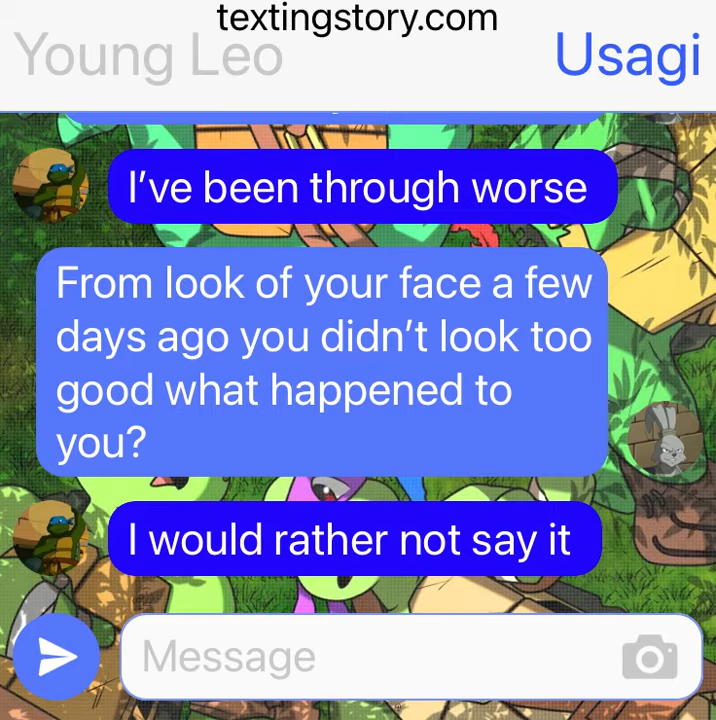 textingstory.com
Young Leo
Usagi
I’ve been through worse
From look of your face a few
days ago you didn’t look too
good what happened to
you?
I would rather not say it
Message